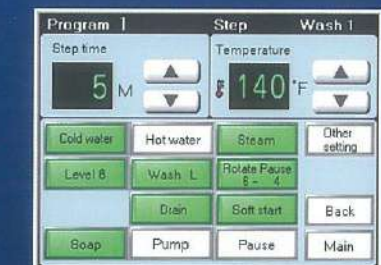 Program 1 Step Wash 1
Step time Temperature
5 M 140 °F
Cold water Hot water Steam Other setting
Level 8 Wash L Rotate Pause 6 - 4
Drain Soft start Back
Soap Pump Pause Main